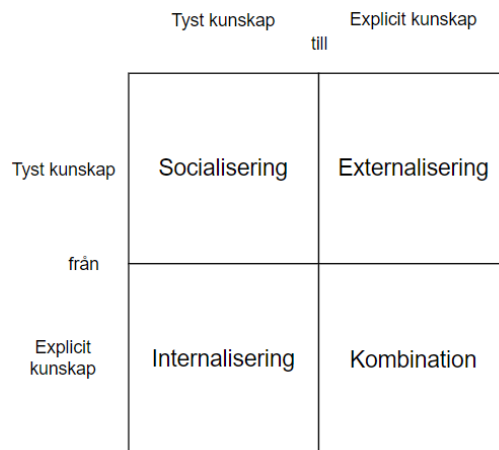 Tyst kunskap
Explicit kunskap
till
Tyst kunskap
Socialisering
Externalisering
från
Explicit
kunskap
Internalisering
Kombination